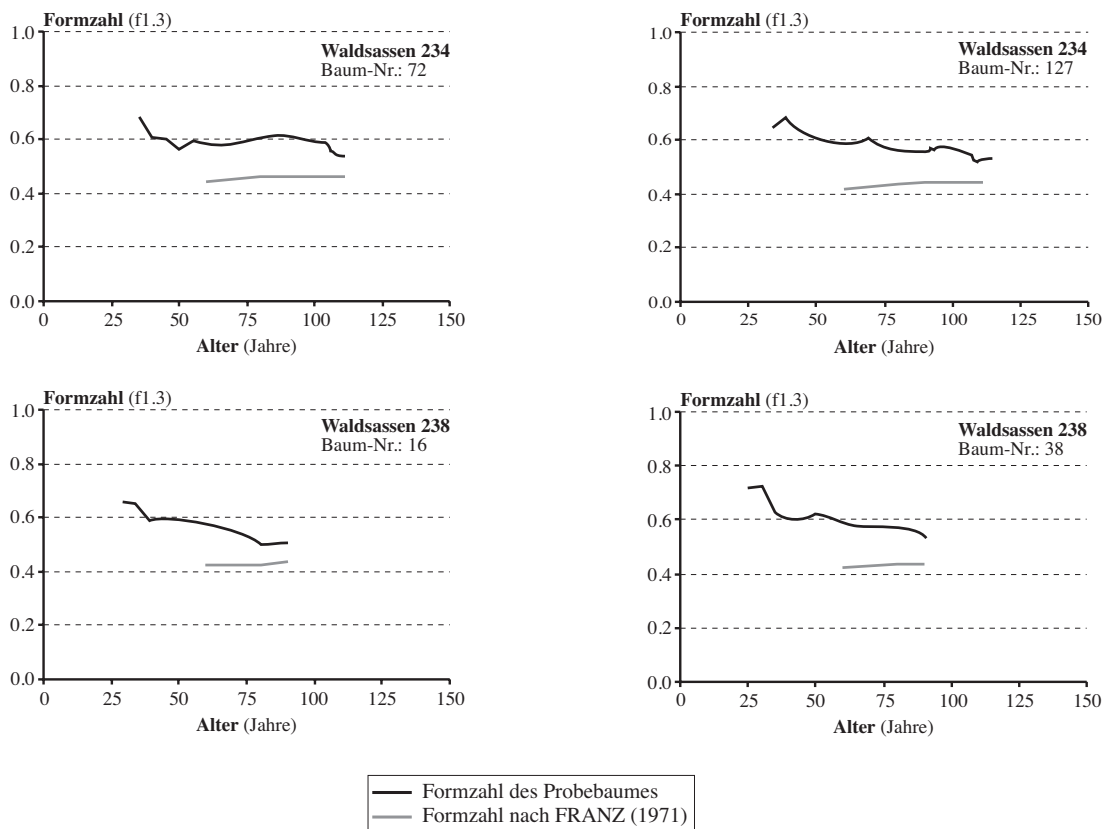 Formzahl (f1.3)
1.0
0.8
0.6
0.4
0.2
0.0
0 25 50 75 100 125 150
Alter (Jahre)
Waldsassen 234
Baum-Nr.: 72
Formzahl (f1.3)
1.0
0.8
0.6
0.4
0.2
0.0
0 25 50 75 100 125 150
Alter (Jahre)
Waldsassen 234
Baum-Nr.: 127
Formzahl (f1.3)
1.0
0.8
0.6
0.4
0.2
0.0
0 25 50 75 100 125 150
Alter (Jahre)
Waldsassen 238
Baum-Nr.: 16
Formzahl (f1.3)
1.0
0.8
0.6
0.4
0.2
0.0
0 25 50 75 100 125 150
Alter (Jahre)
Waldsassen 238
Baum-Nr.: 38
Formzahl des Probebaumes
Formzahl nach FRANZ (1971)